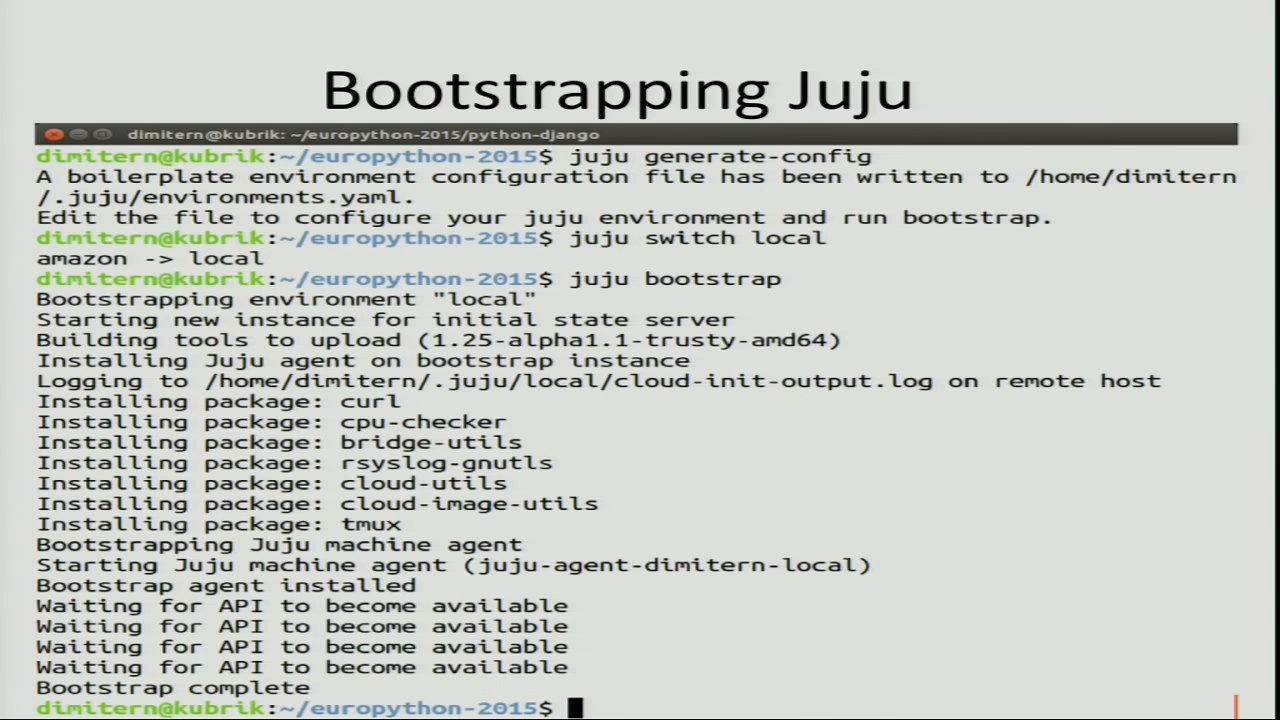 Bootstrapping Juju
dimitern@kubrik: ~/europython-2015/python-django
dimitern@kubrik:~/europython-2015$ juju generate-config
A boilerplate environment configuration file has been written to /home/dimitern
/.juju/environments.yaml.
Edit the file to configure your juju environment and run bootstrap.
dimitern@kubrik:~/europython-2015$ juju switch local
amazon -> local
dimitern@kubrik:~/europython-2015$ juju bootstrap
Bootstrapping environment "local"
Starting new instance for initial state server
Building tools to upload (1.25-alpha1.1-trusty-amd64)
Installing Juju agent on bootstrap instance
Logging to /home/dimitern/.juju/local/cloud-init-output.log on remote host
Installing package: curl
Installing package: cpu-checker
Installing package: bridge-utils
Installing package: rsyslog-gnutls
Installing package: cloud-utils
Installing package: cloud-image-utils
Installing package: tmux
Bootstrapping Juju machine agent
Starting Juju machine agent (juju-agent-dimitern-local)
Bootstrap agent installed
Waiting for API to become available
Waiting for API to become available
Waiting for API to become available
Waiting for API to become available
Bootstrap complete
dimitern@kubrik:~/europython-2015$